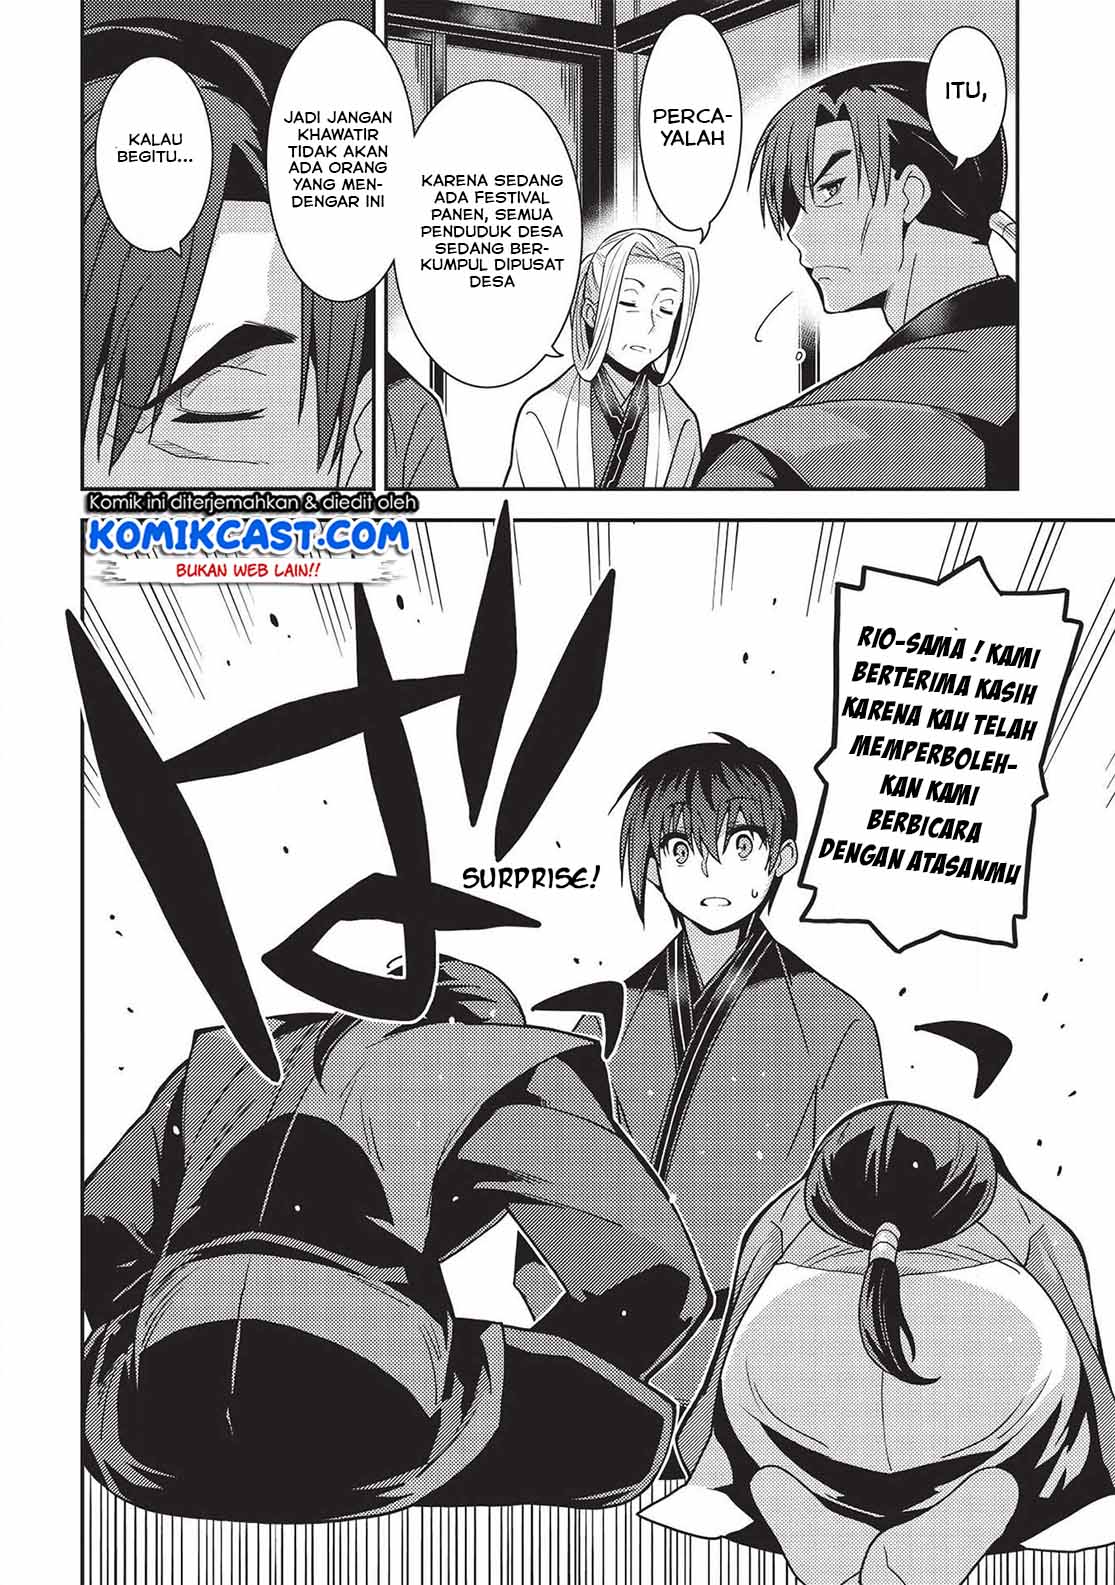 ITU,
PERCA-
YALAH
KARENA SEDANG
ADA FESTIVAL
PANEN, SEMUA
PENDUDUK DESA
SEDANG BER-
KUMPUL DIPUSAT
DESA
JADI JANGAN
KHAWATIR
TIDAK AKAN
ADA ORANG
YANG MEN-
DENGAR INI
KALAU
BEGITU...
Komik ini diterjemahkan & diedit oleh
KOMIKCAST.COM
BUKAN WEB LAIN!!
RIO-SAMA ! KAMI
BERTERIMA KASIH
KARENA KAU TELAH
MEMPERBOLEH-
KAN KAMI
BERBICARA
DENGAN ATASANMU
SURPRISE!
ばっ